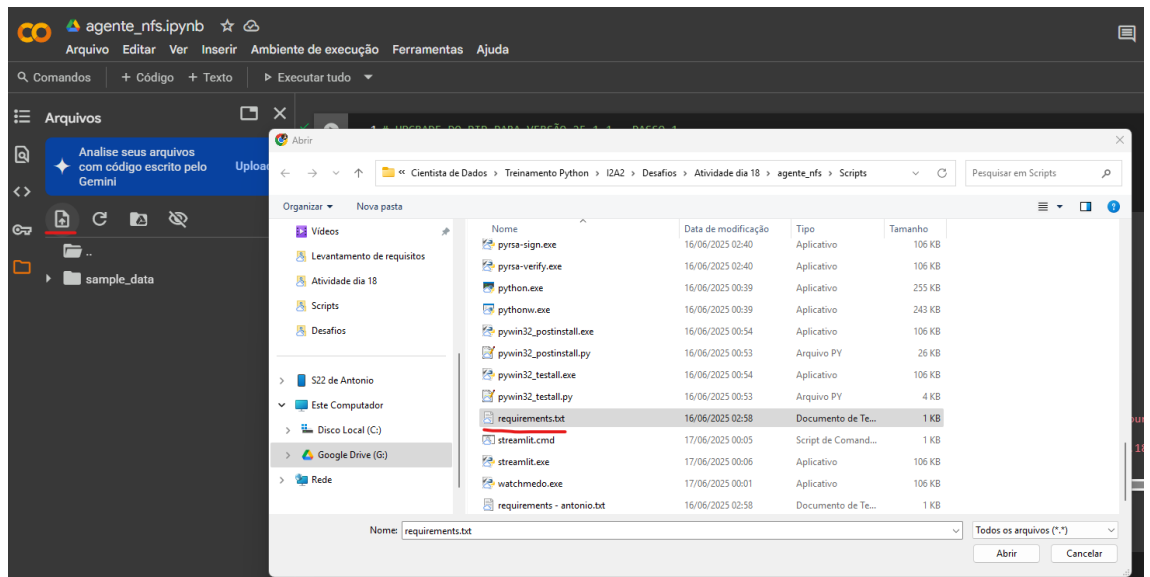 agente_nfs.ipynb
Arquivo Editar Ver Inserir Ambiente de execução Ferramentas Ajuda
Comandos + Código + Texto Executar tudo
Arquivos
Analise seus arquivos
com código escrito pelo
Gemini
Uploa
..
sample_data
Abrir
« Cientista de Dados > Treinamento Python > I2A2 > Desafios > Atividade dia 18 > agente_nfs > Scripts
Pesquisar em Scripts
Organizar Nova pasta
Vídeos
Levantamento de requisitos
Atividade dia 18
Scripts
Desafios
S22 de Antonio
Este Computador
Disco Local (C:)
Google Drive (G:)
Rede
Nome Data de modificação Tipo Tamanho
pyrsa-sign.exe 16/06/2025 02:40 Aplicativo 106 KB
pyrsa-verify.exe 16/06/2025 02:40 Aplicativo 106 KB
python.exe 16/06/2025 00:39 Aplicativo 255 KB
pythonw.exe 16/06/2025 00:39 Aplicativo 243 KB
pywin32_postinstall.exe 16/06/2025 00:54 Aplicativo 106 KB
pywin32_postinstall.py 16/06/2025 00:53 Arquivo PY 26 KB
pywin32_testall.exe 16/06/2025 00:54 Aplicativo 106 KB
pywin32_testall.py 16/06/2025 00:53 Arquivo PY 4 KB
requirements.txt 16/06/2025 02:58 Documento de Te... 1 KB
streamlit.cmd 17/06/2025 00:05 Script de Comand... 1 KB
streamlit.exe 17/06/2025 00:06 Aplicativo 106 KB
watchmedo.exe 17/06/2025 00:01 Aplicativo 106 KB
requirements - antonio.txt 16/06/2025 02:58 Documento de Te... 1 KB
Nome: requirements.txt
Todos os arquivos (*.*)
Abrir Cancelar